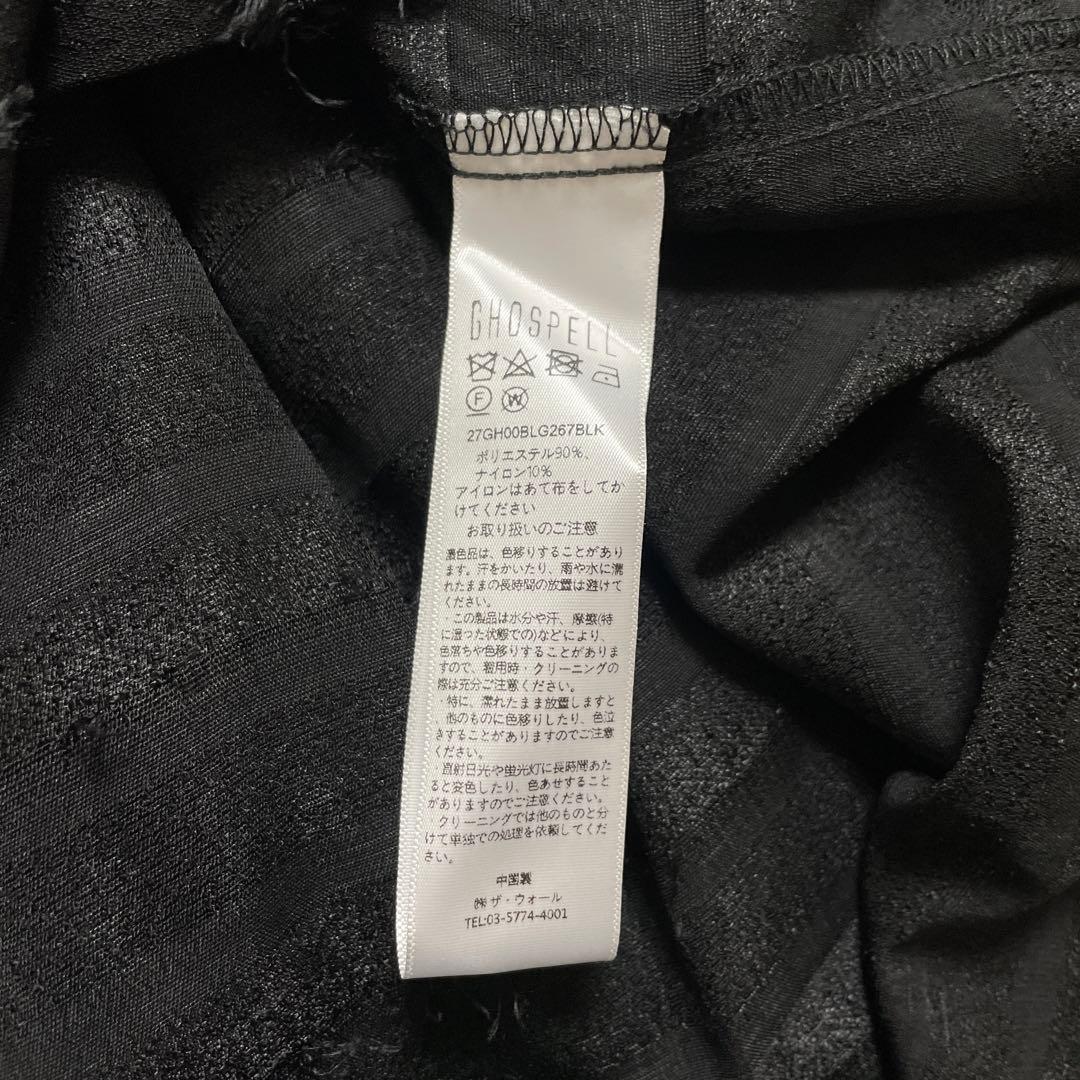 GHOSPELL
F W
27GH00BLG267BLK
ポリエステル90%、
ナイロン10%
アイロンはあて布をしてか
けてください
お取り扱いのご注意
濃色品は、色移りすることがあり
ます。汗をかいたり、雨や水に濡
れたままの長時間の放置は避けて
ください。
・この製品は水分や汗、摩擦(特
に湿った状態での)などにより、
色落ちや色移りすることがありま
すので、着用時・クリーニングの
際は充分ご注意ください。
・特に、濡れたまま放置しますと
、他のものに色移りしたり、色泣
きすることがありますのでご注意
ください。
・直射日光や蛍光灯に長時間あた
ると変色したり、色あせすること
がありますのでご注意ください。
クリーニングでは他のものと分
けて単独での処理を依頼してくだ
さい。
中国製
㈱ザ・ウォール
TEL:03-5774-4001